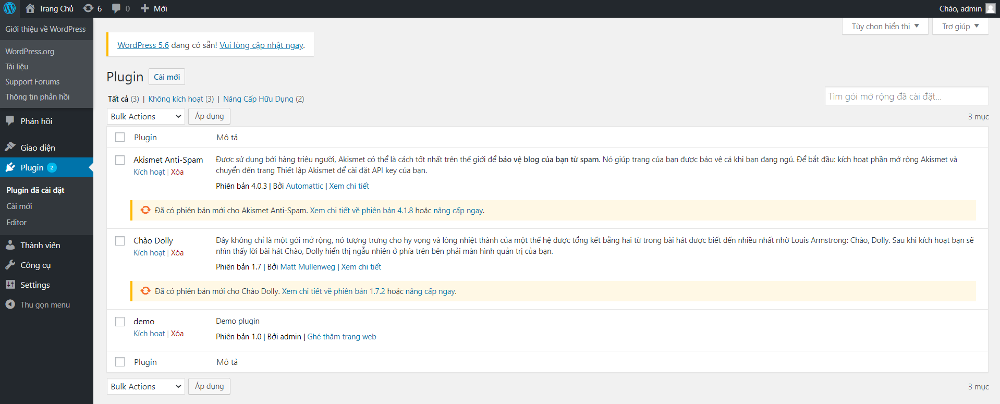 Trang Chủ 6 0 Mới Chào, admin
Giới thiệu về WordPress
WordPress.org
Tài liệu
Support Forums
Thông tin phản hồi
Phản hồi
Giao diện
Plugin 2
Plugin đã cài đặt
Cài mới
Editor
Thành viên
Công cụ
Settings
Thu gọn menu
Tùy chọn hiển thị Trợ giúp
WordPress 5.6 đang có sẵn! Vui lòng cập nhật ngay.
Plugin Cài mới
Tất cả (3) | Không kích hoạt (3) | Nâng Cấp Hữu Dụng (2)
Tìm gói mở rộng đã cài đặt...
Bulk Actions Áp dụng 3 mục
Plugin Mô tả
Akismet Anti-Spam
Kích hoạt | Xóa
Được sử dụng bởi hàng triệu người, Akismet có thể là cách tốt nhất trên thế giới để bảo vệ blog của bạn từ spam. Nó giúp trang của bạn được bảo vệ cả khi bạn đang ngủ. Để bắt đầu: kích hoạt phần mở rộng Akismet và
chuyển đến trang Thiết lập Akismet để cài đặt API key của bạn.
Phiên bản 4.0.3 | Bởi Automattic | Xem chi tiết
Đã có phiên bản mới cho Akismet Anti-Spam. Xem chi tiết về phiên bản 4.1.8 hoặc nâng cấp ngay.
Chào Dolly
Kích hoạt | Xóa
Đây không chỉ là một gói mở rộng, nó tượng trưng cho hy vọng và lòng nhiệt thành của một thế hệ được tổng kết bằng hai từ trong bài hát được biết đến nhiều nhất nhờ Louis Armstrong: Chào, Dolly. Sau khi kích hoạt bạn sẽ
nhìn thấy lời bài hát Chào, Dolly hiển thị ngẫu nhiên ở phía trên bên phải màn hình quản trị của bạn.
Phiên bản 1.7 | Bởi Matt Mullenweg | Xem chi tiết
Đã có phiên bản mới cho Chào Dolly. Xem chi tiết về phiên bản 1.7.2 hoặc nâng cấp ngay.
demo
Kích hoạt | Xóa
Demo plugin
Phiên bản 1.0 | Bởi admin | Ghé thăm trang web
Plugin Mô tả
Bulk Actions Áp dụng 3 mục